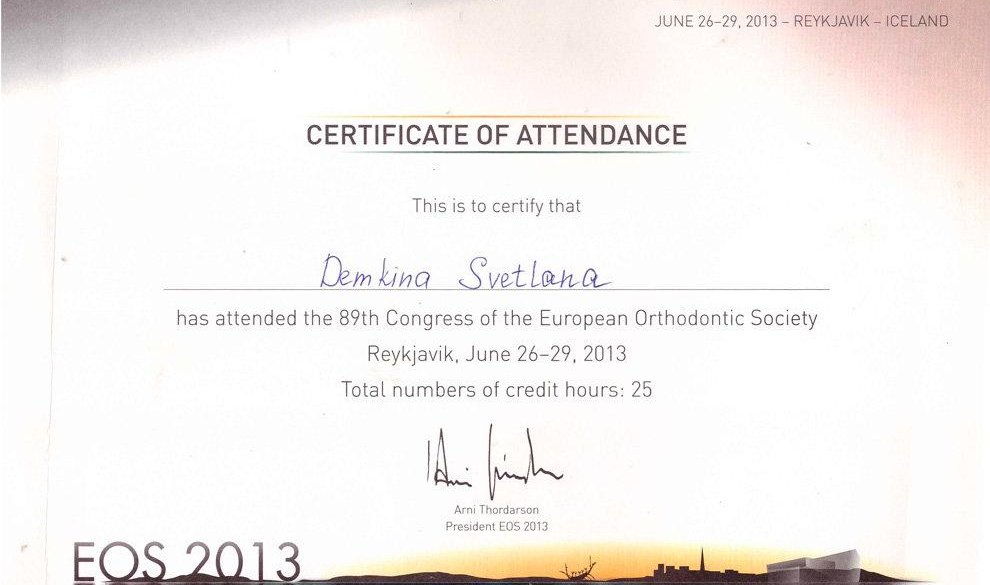 JUNE 26–29, 2013 – REYKJAVIK – ICELAND
CERTIFICATE OF ATTENDANCE
This is to certify that
Demkina Svetlana
has attended the 89th Congress of the European Orthodontic Society
Reykjavik, June 26–29, 2013
Total numbers of credit hours: 25
Arni Thordarson
President EOS 2013
EOS 2013